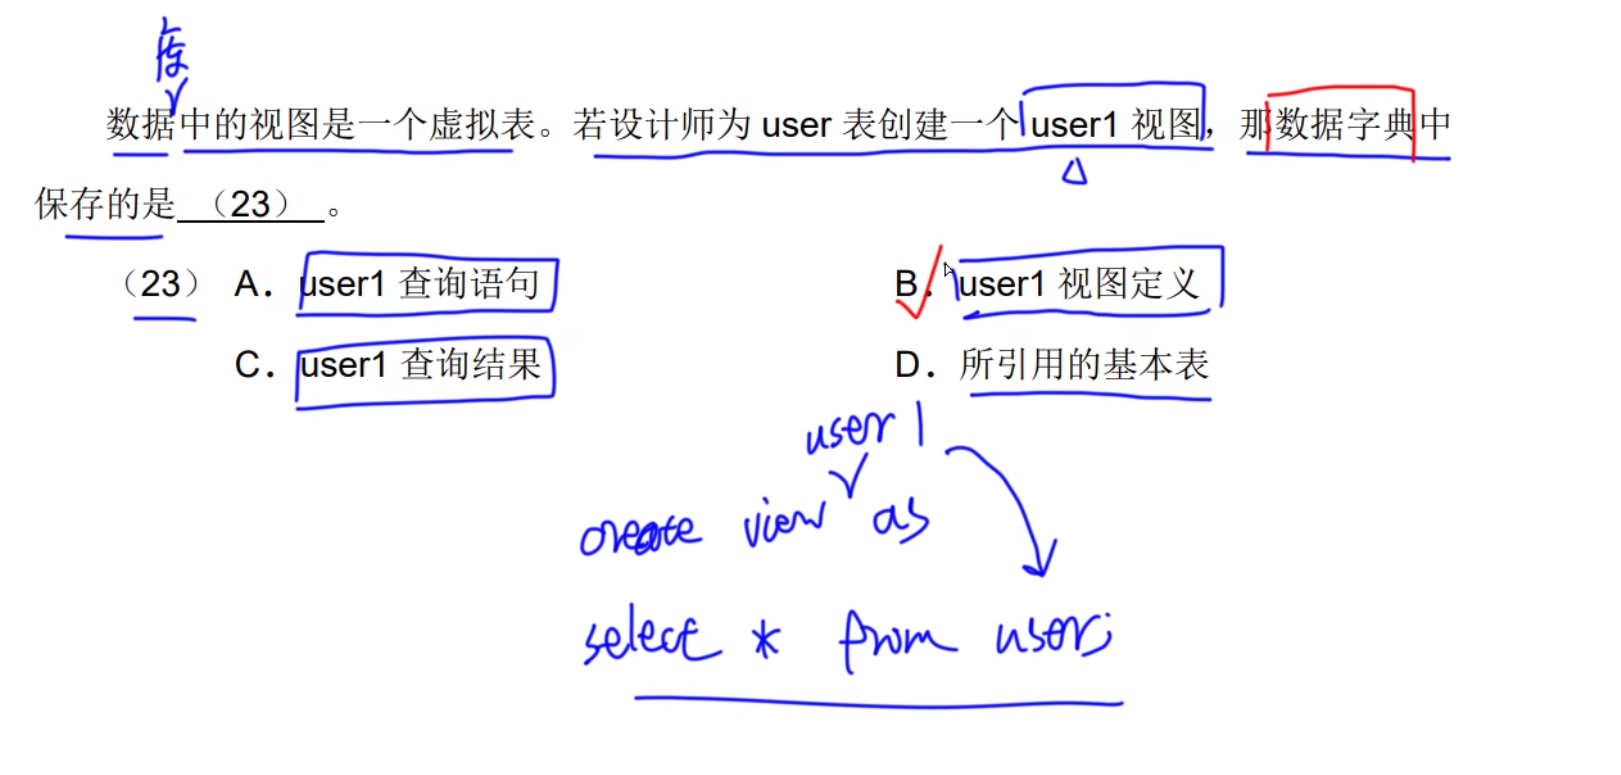 库
数据中的视图是一个虚拟表。若设计师为 user 表创建一个 user1 视图，那数据字典中
保存的是 （23） 。
（23） A. user1 查询语句 B. user1 视图定义
C. user1 查询结果 D. 所引用的基本表
user1
create view as
select * from user;